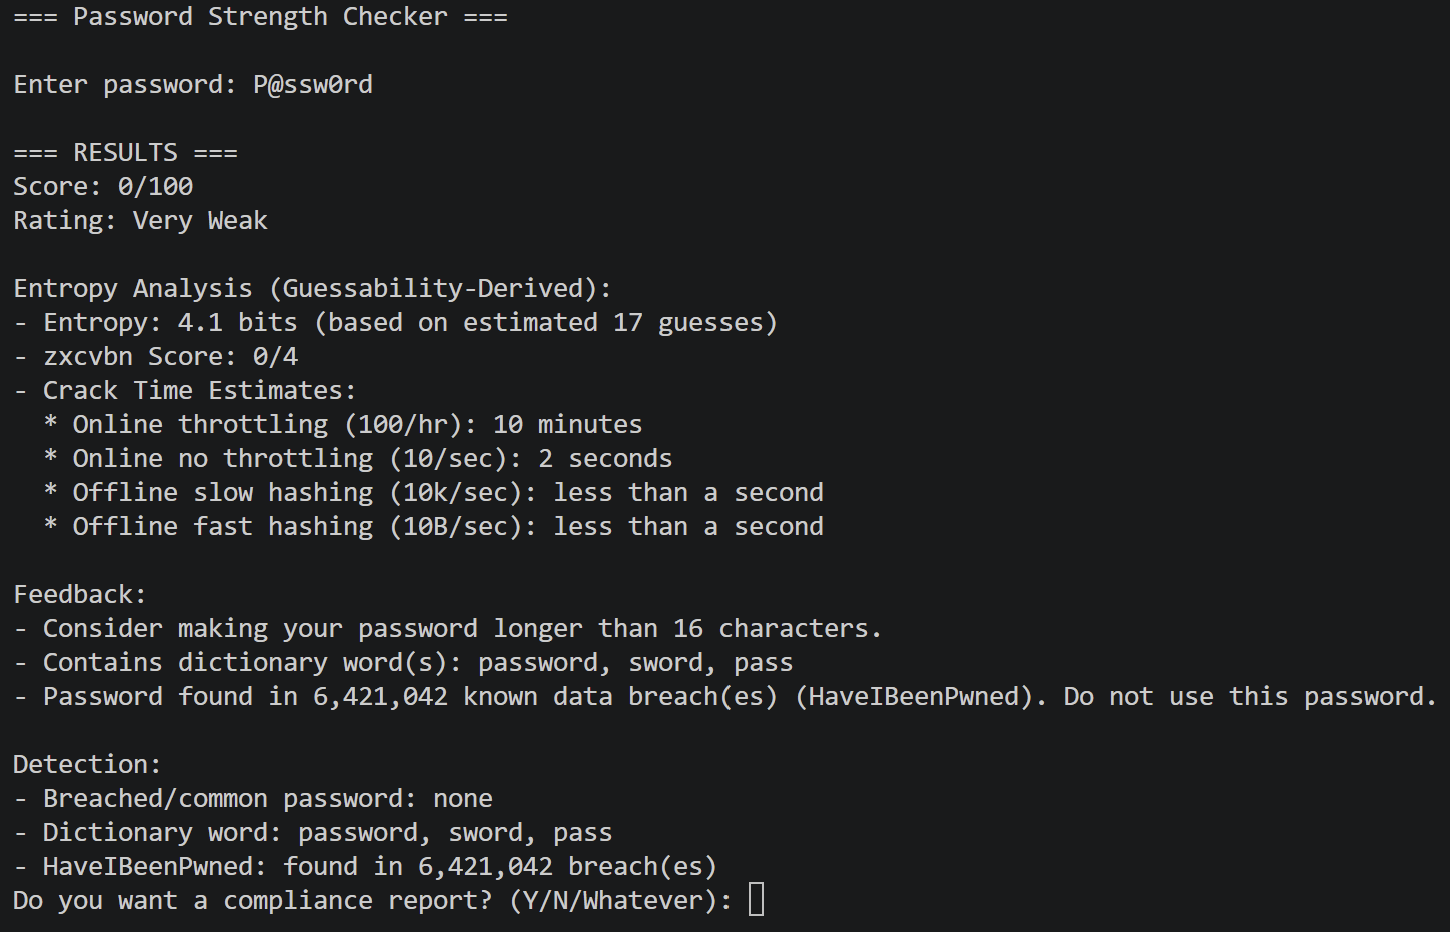 === Password Strength Checker ===
Enter password: P@ssw0rd
=== RESULTS ===
Score: 0/100
Rating: Very Weak
Entropy Analysis (Guessability-Derived):
- Entropy: 4.1 bits (based on estimated 17 guesses)
- zxcvbn Score: 0/4
- Crack Time Estimates:
  * Online throttling (100/hr): 10 minutes
  * Online no throttling (10/sec): 2 seconds
  * Offline slow hashing (10k/sec): less than a second
  * Offline fast hashing (10B/sec): less than a second
Feedback:
- Consider making your password longer than 16 characters.
- Contains dictionary word(s): password, sword, pass
- Password found in 6,421,042 known data breach(es) (HaveIBeenPwned). Do not use this password.
Detection:
- Breached/common password: none
- Dictionary word: password, sword, pass
- HaveIBeenPwned: found in 6,421,042 breach(es)
Do you want a compliance report? (Y/N/Whatever):